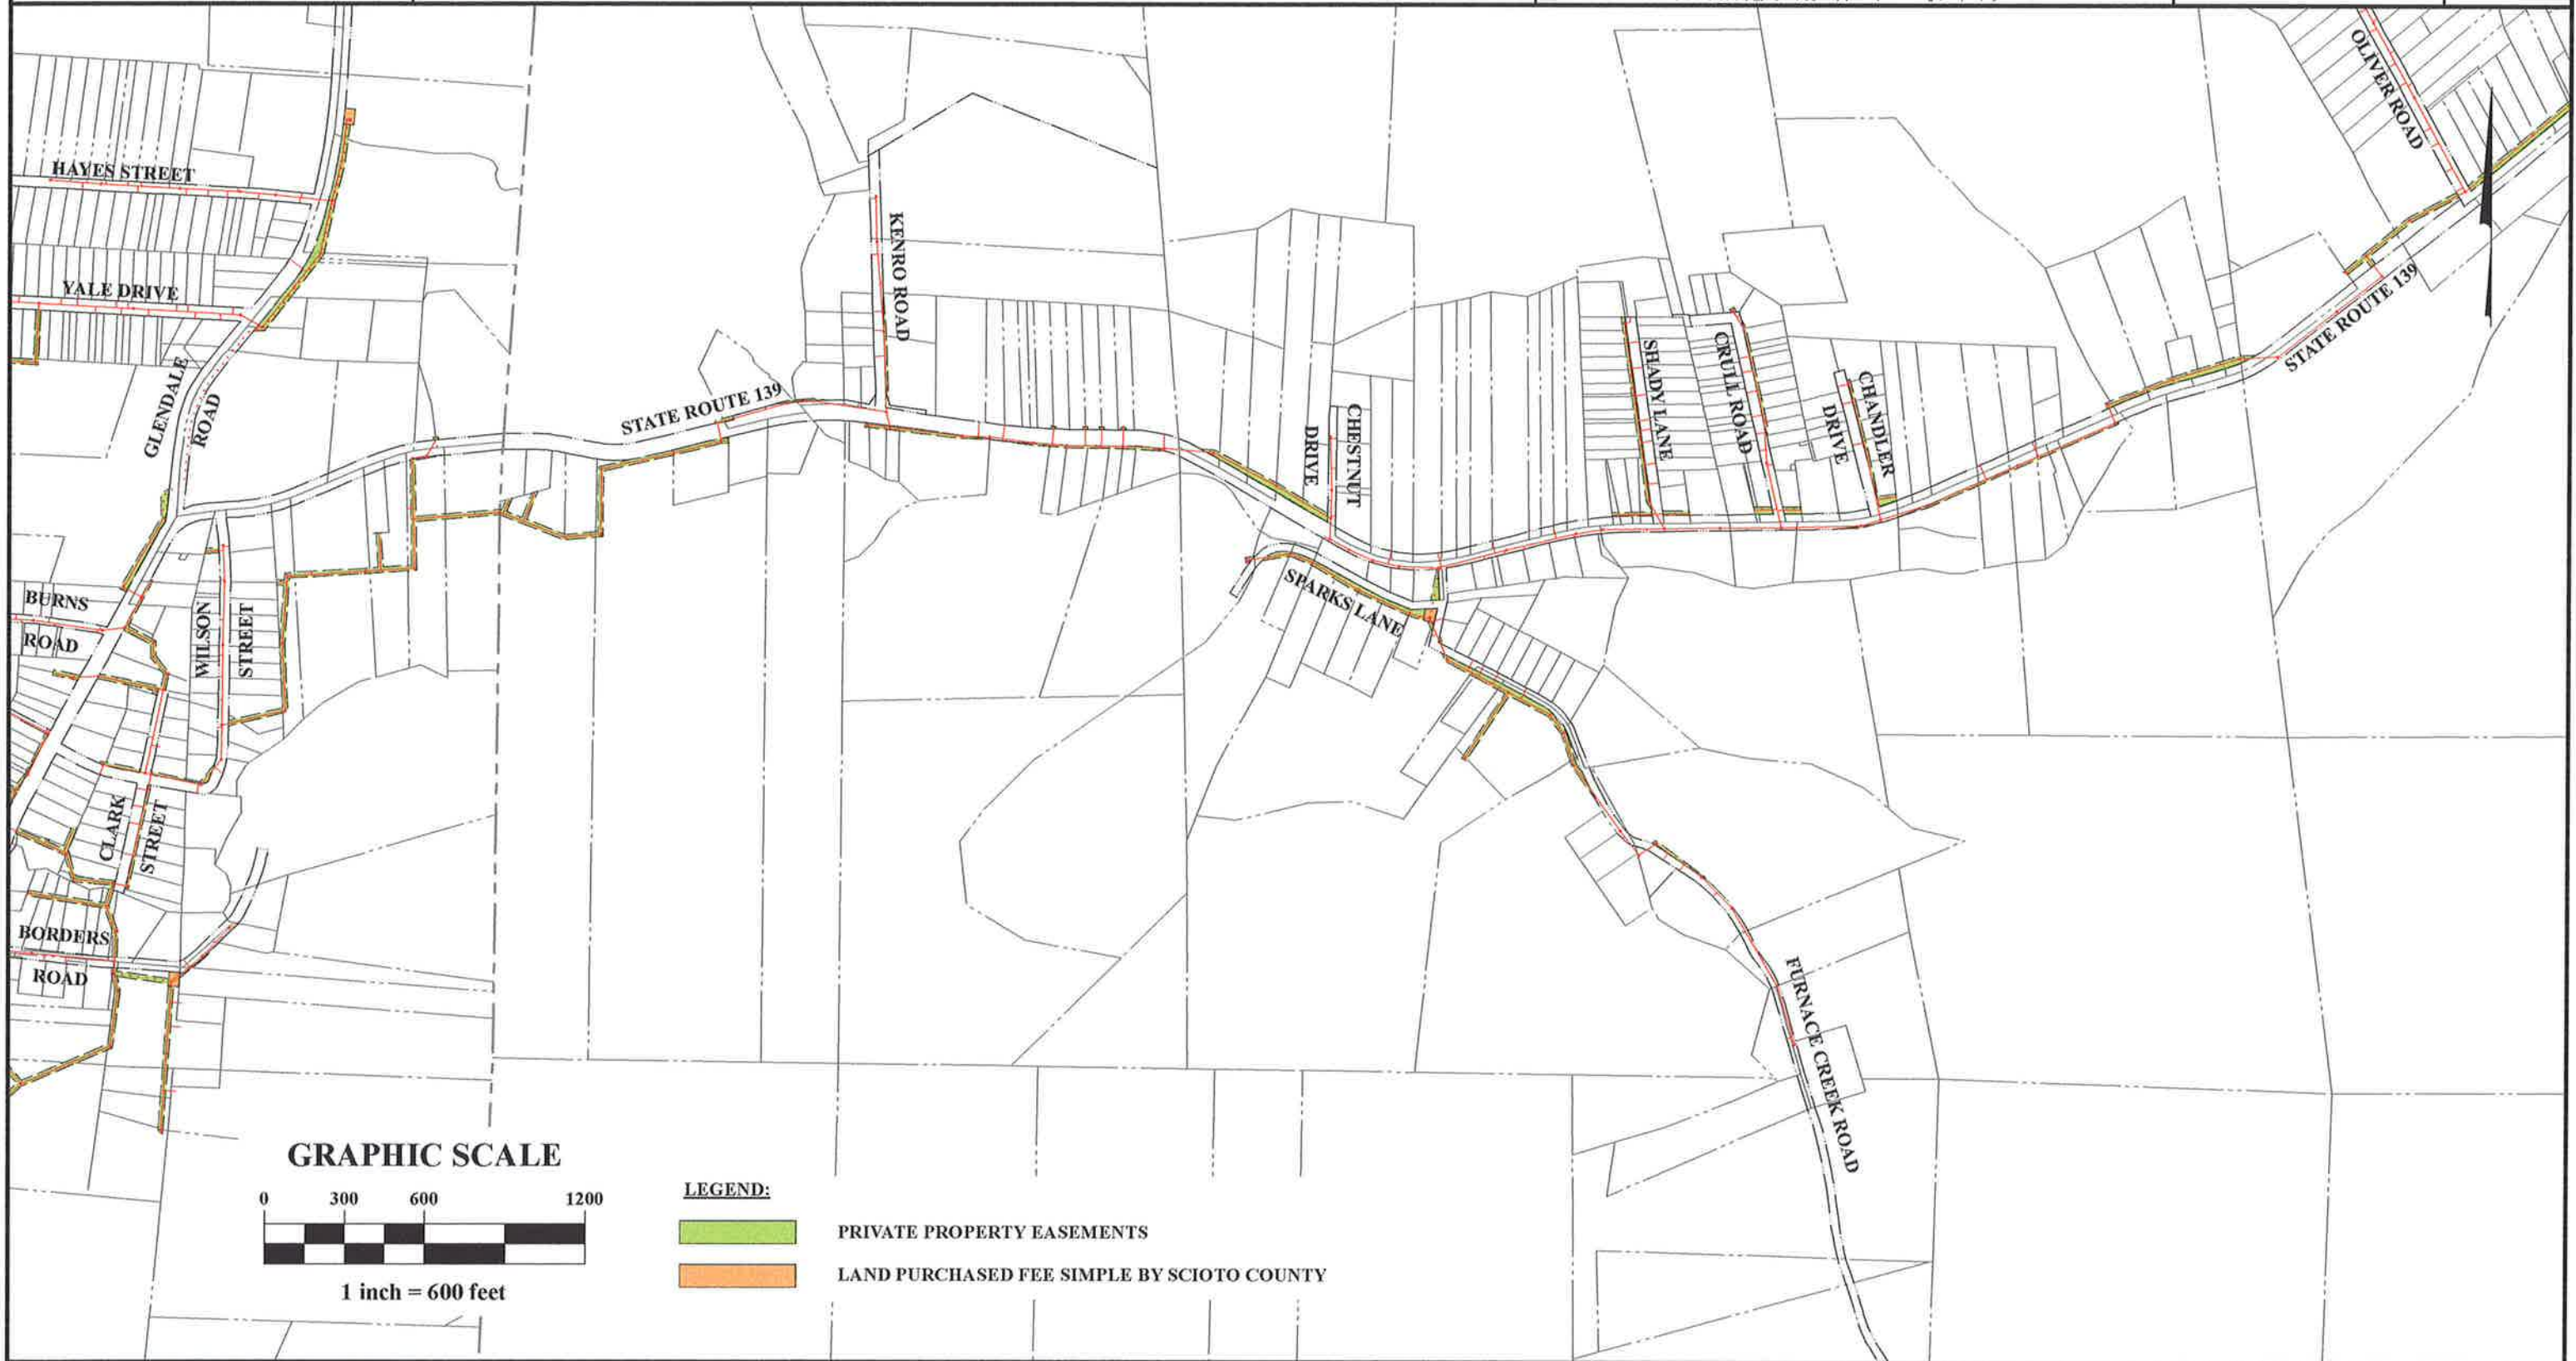 OLIVER ROAD
HAYES STREET
KENRO ROAD
YALE DRIVE
STATE ROUTE 139
GLENDALE
ROAD
STATE ROUTE 139
SHADY LANE
CRULL ROAD
CHANDLER
DRIVE
CHESTNUT
DRIVE
SPARKS LANE
BURNS
ROAD
WILSON
STREET
CLARK
STREET
BORDERS
ROAD
FURNACE CREEK ROAD
GRAPHIC SCALE
0 300 600 1200
1 inch = 600 feet
LEGEND:
PRIVATE PROPERTY EASEMENTS
LAND PURCHASED FEE SIMPLE BY SCIOTO COUNTY